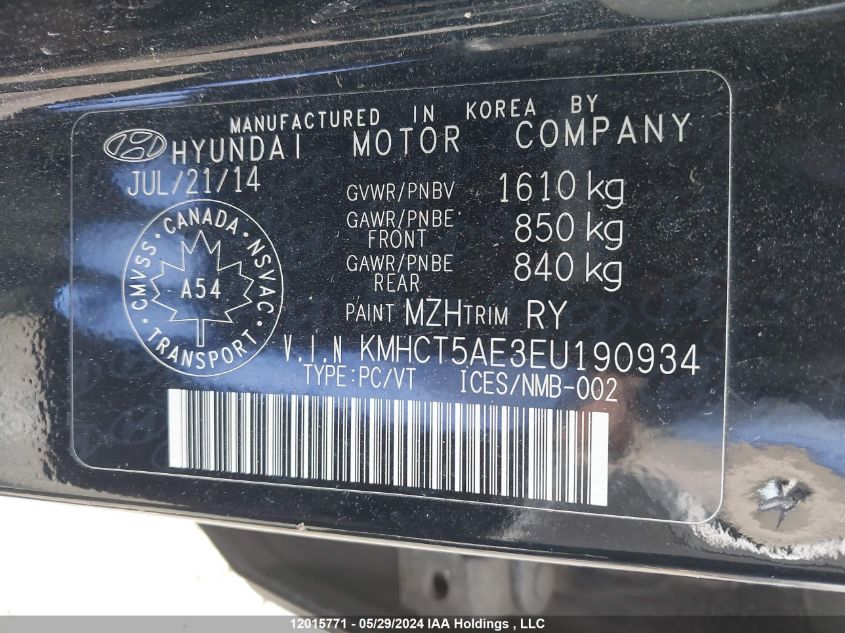 MANUFACTURED IN KOREA BY
HYUNDAI MOTOR COMPANY
JUL/21/14
GVWR/PNBV 1610 kg
GAWR/PNBE FRONT 850 kg
GAWR/PNBE REAR 840 kg
CMVSS · CANADA · NSVAC · TRANSPORT ·
A54
PAINT MZH TRIM RY
V.I.N KMHCT5AE3EU190934
TYPE:PC/VT ICES/NMB-002
12015771 - 05/29/2024 IAA Holdings , LLC